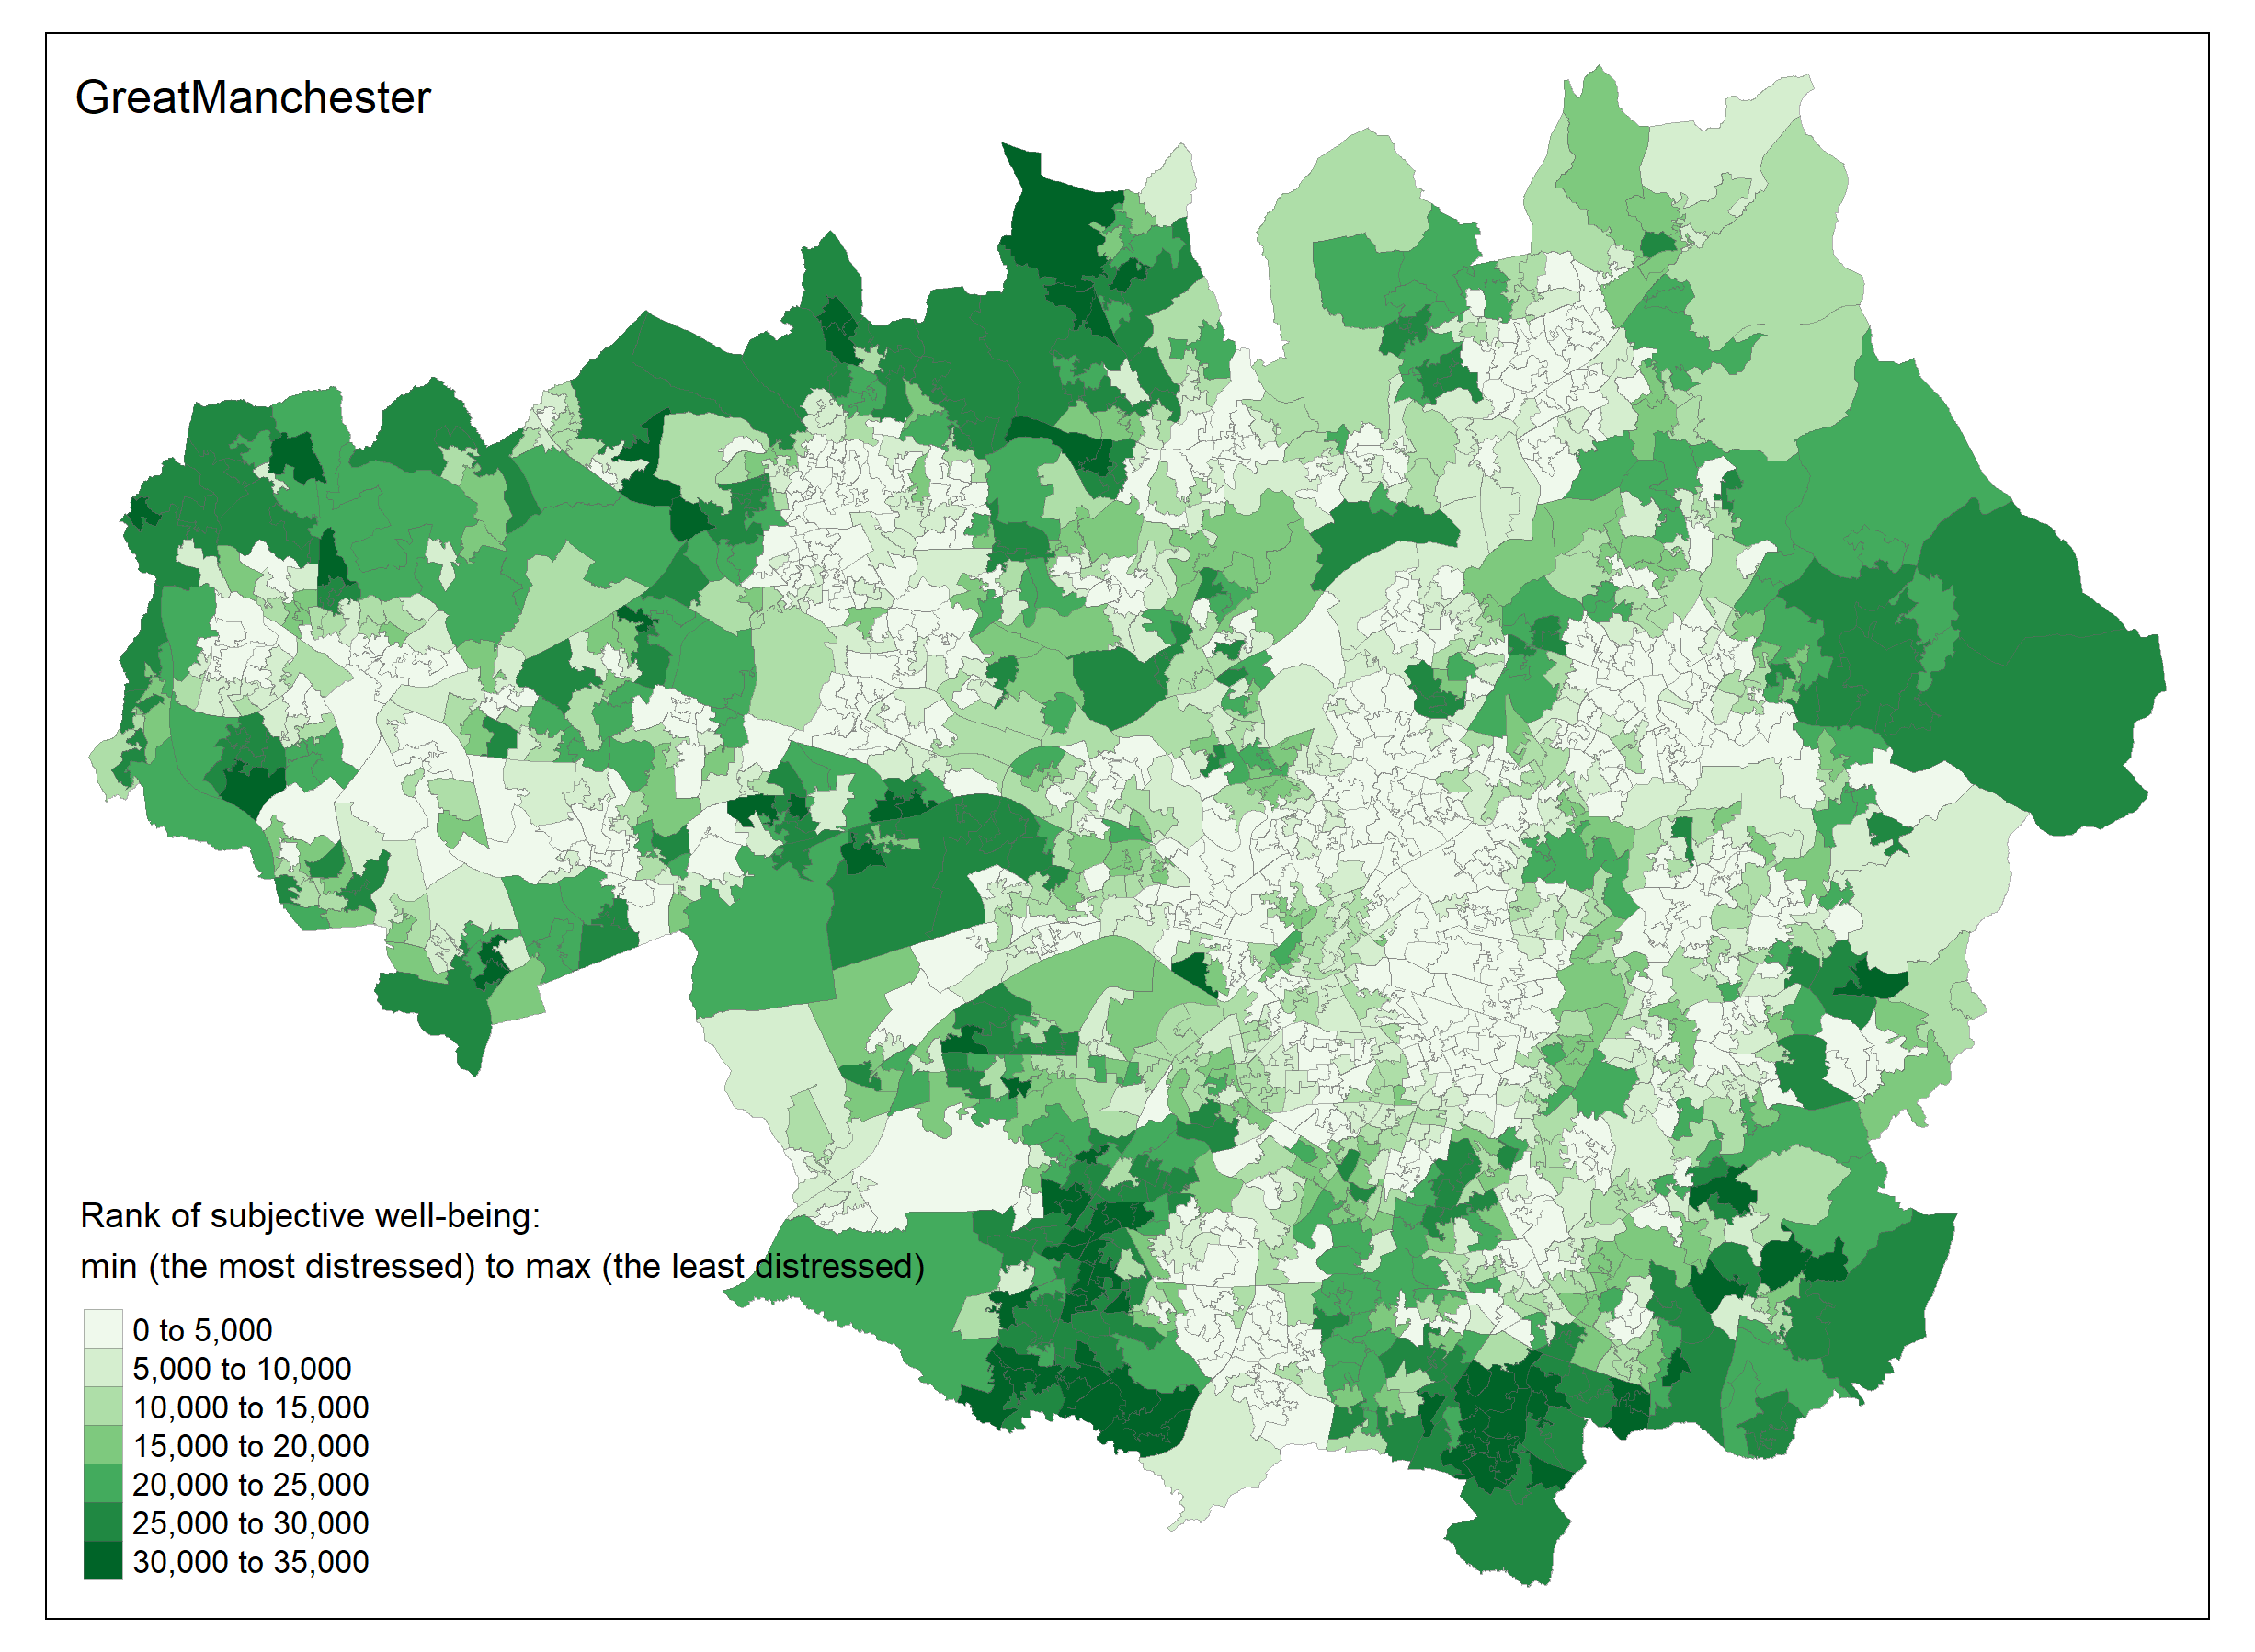 GreatManchester
Rank of subjective well-being:
min (the most distressed) to max (the least distressed)
0 to 5,000
5,000 to 10,000
10,000 to 15,000
15,000 to 20,000
20,000 to 25,000
25,000 to 30,000
30,000 to 35,000